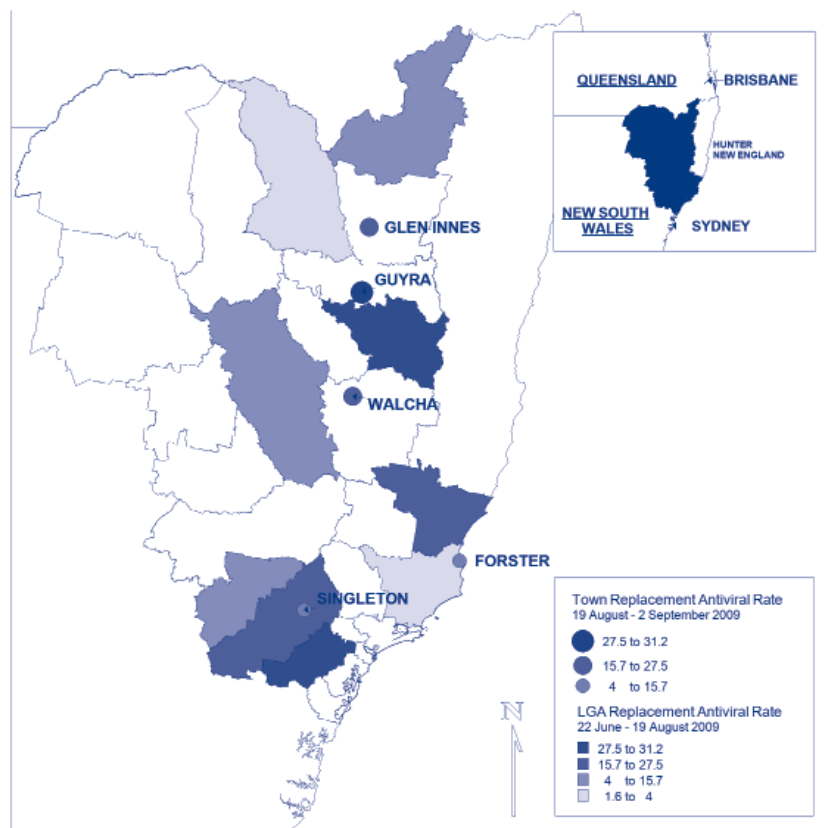 QUEENSLAND
BRISBANE
HUNTER
NEW ENGLAND
NEW SOUTH
WALES
SYDNEY
GLEN INNES
GUYRA
WALCHA
FORSTER
SINGLETON
N
Town Replacement Antiviral Rate
19 August - 2 September 2009
27.5 to 31.2
15.7 to 27.5
4 to 15.7
LGA Replacement Antiviral Rate
22 June - 19 August 2009
27.5 to 31.2
15.7 to 27.5
4 to 15.7
1.6 to 4